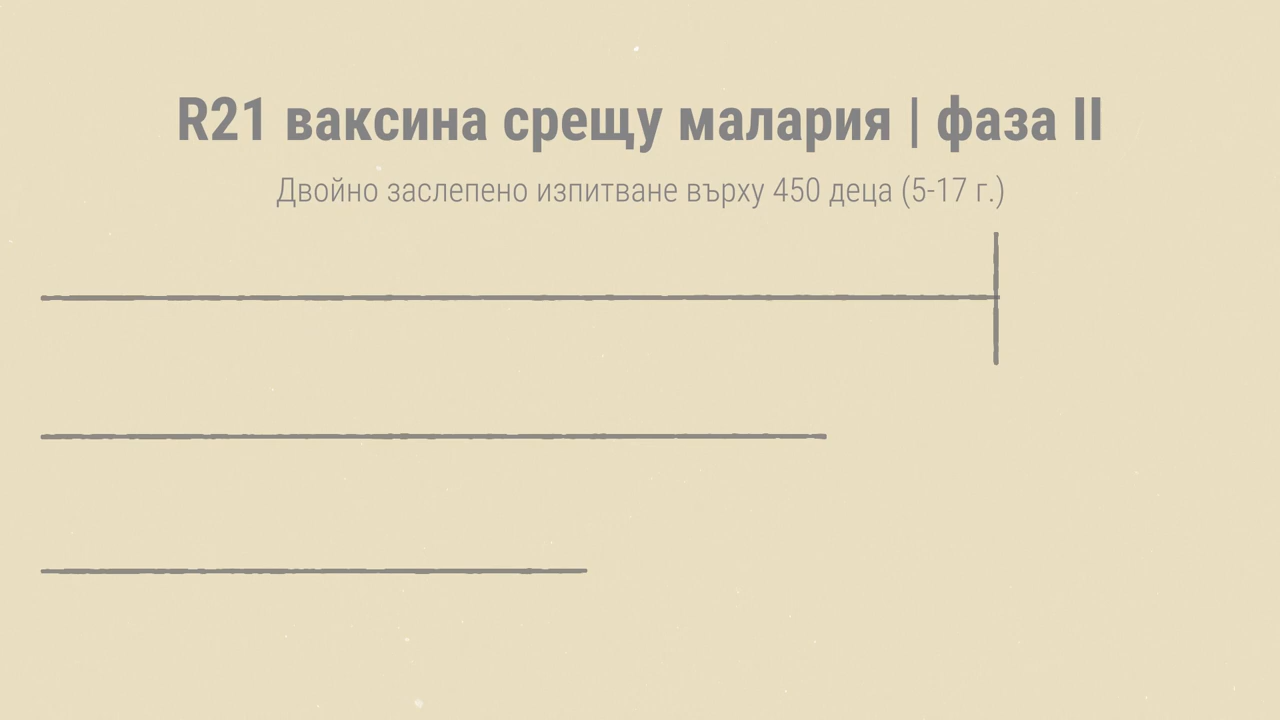 R21 ваксина срещу малария | фаза II
Двойно заслепено изпитване върху 450 деца (5-17 г.)